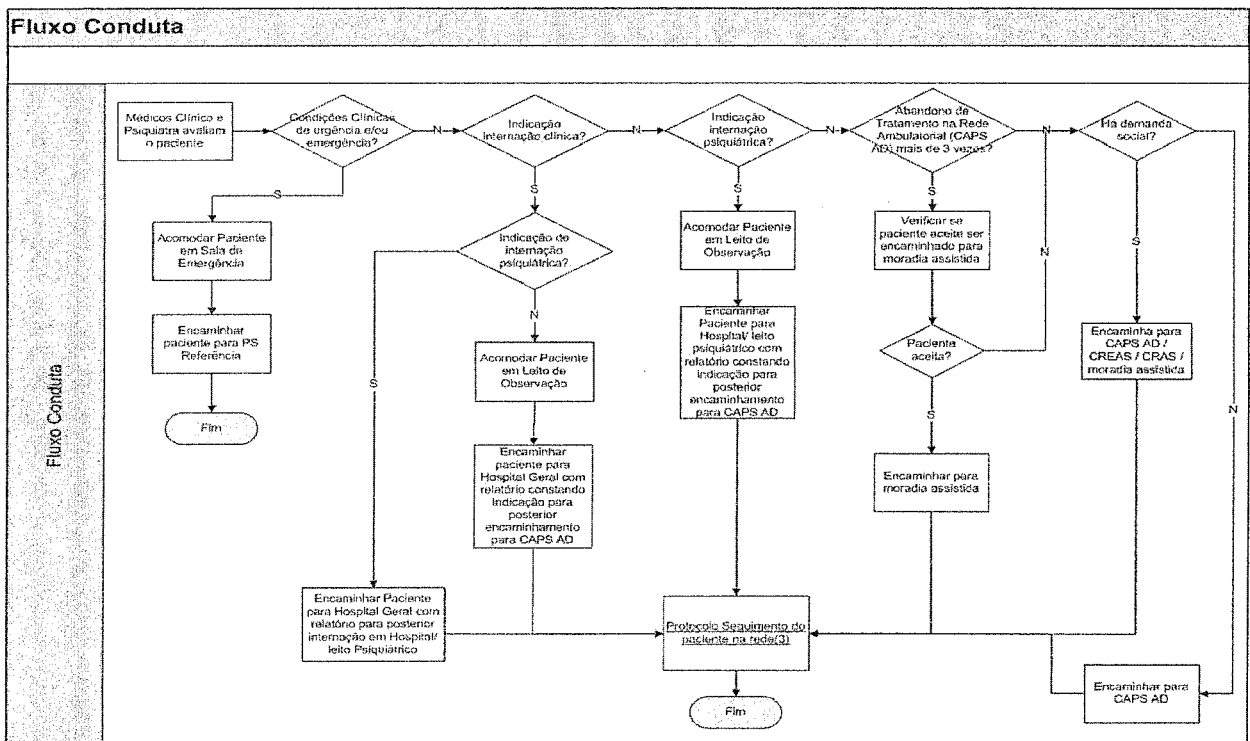 Fluxo Conduta
Médicos Clínico e
Psiquiatra avaliam
o paciente
Condições Clínicas
de urgência e/ou
emergência?
N
Indicação
internação clínica?
N
Indicação
internação
psiquiátrica?
N
Abandono de
Tratamento na Rede
Ambulatorial (CAPS
AD) mais de 3 vezes?
N
Há demanda
social?
S
S
S
S
Acomodar Paciente
em Sala de
Emergência
Indicação de
internação
psiquiátrica?
Acomodar Paciente
em Leito de
Observação
Verificar se
paciente aceite ser
encaminhado para
moradia assistida
S
N
Encaminhar
paciente para PS
Referência
N
Acomodar Paciente
em Leito de
Observação
Encaminhar
Paciente para
Hospital/ leito
psiquiátrico com
relatório constando
indicação para
posterior
encaminhamento
para CAPS AD
Paciente
aceita?
Encaminha para
CAPS AD /
CREAS / CRAS /
moradia assistida
S
Fim
S
N
Fluxo Conduta
Encaminhar
paciente para
Hospital Geral com
relatório constando
Indicação para
posterior
encaminhamento
para CAPS AD
Encaminhar para
moradia assistida
Encaminhar Paciente
para Hospital Geral com
relatório para posterior
internação em Hospital/
leito Psiquiátrico
Protocolo Seguimento do
paciente na rede(3)
Encaminhar para
CAPS AD
Fim